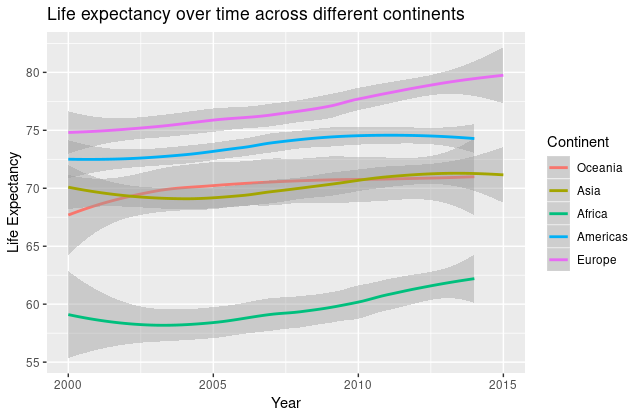 Life expectancy over time across different continents
Life Expectancy
80
75
70
65
60
55
2000
2005
2010
2015
Year
Continent
Oceania
Asia
Africa
Americas
Europe